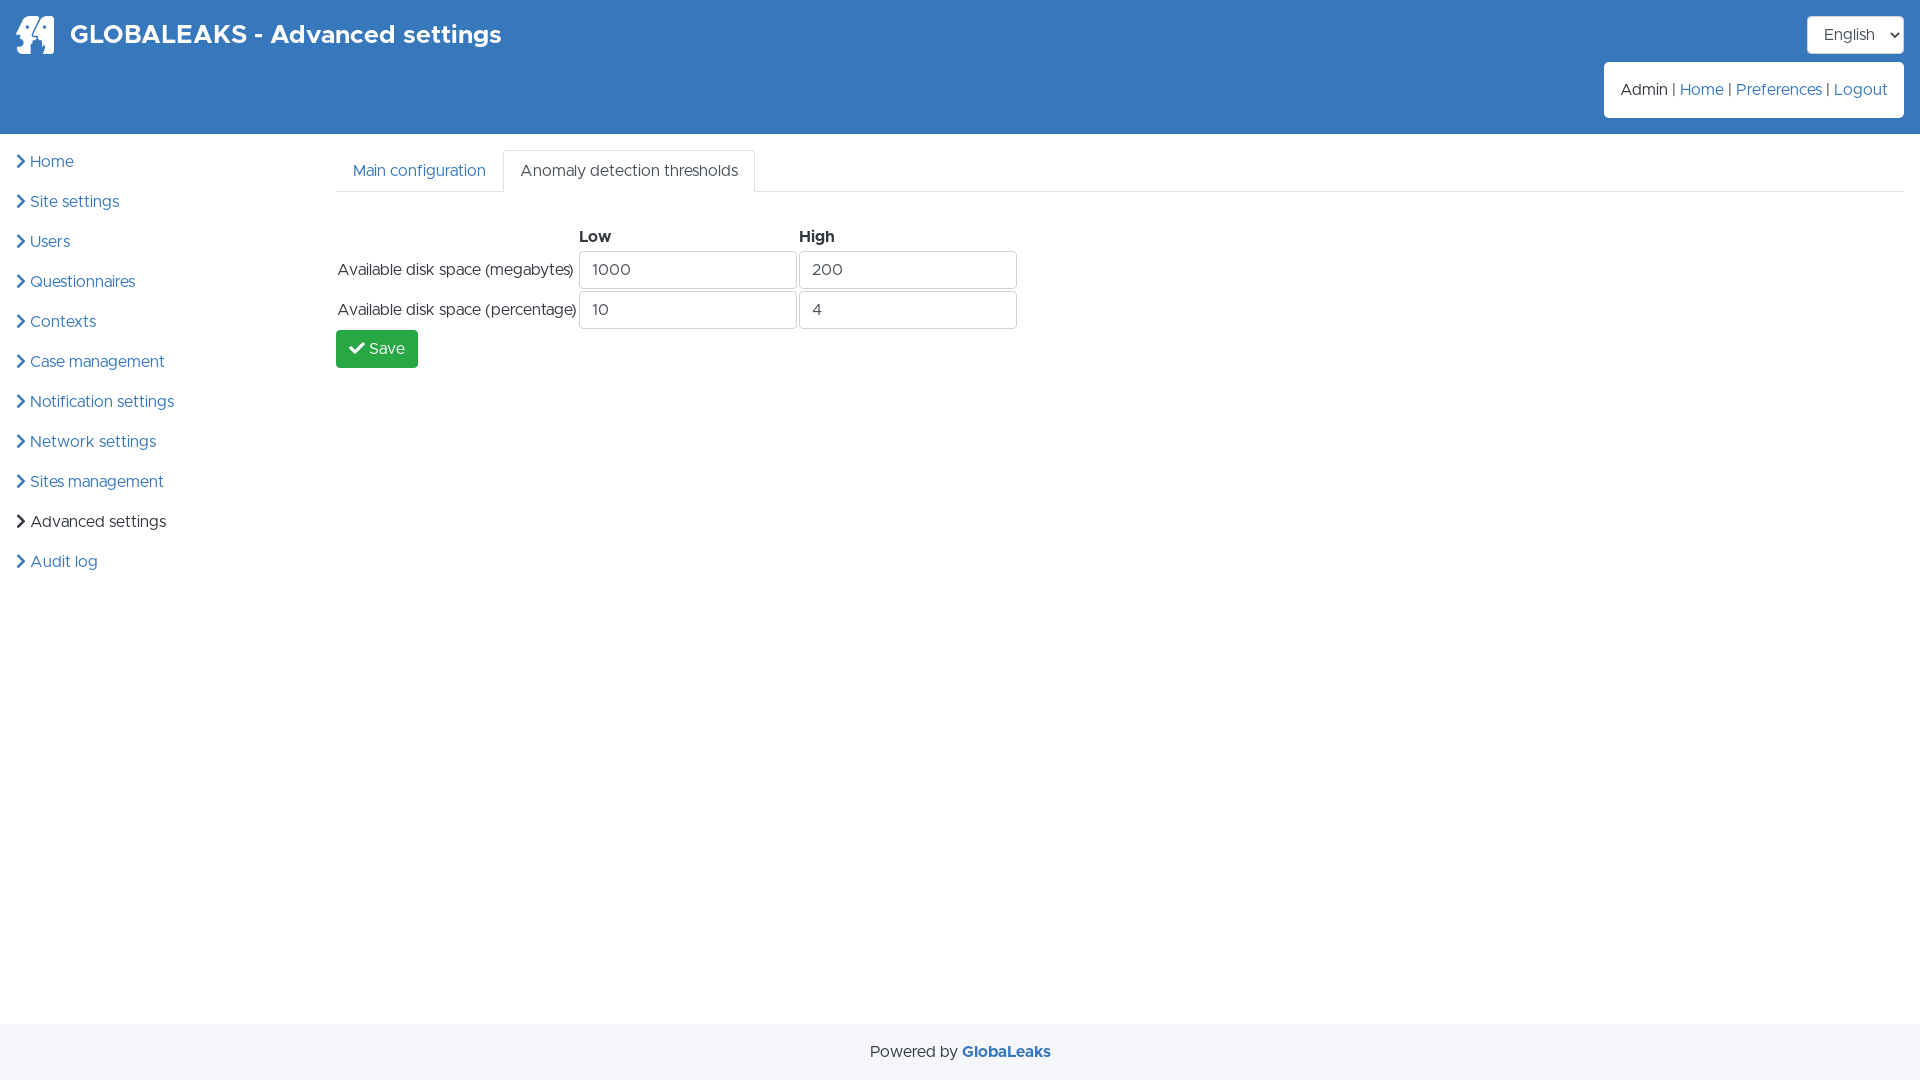 GLOBALEAKS - Advanced settings
English
Admin | Home | Preferences | Logout
Home
Site settings
Users
Questionnaires
Contexts
Case management
Notification settings
Network settings
Sites management
Advanced settings
Audit log
Main configuration
Anomaly detection thresholds
Low High
Available disk space (megabytes) 1000 200
Available disk space (percentage) 10 4
Save
Powered by GlobaLeaks